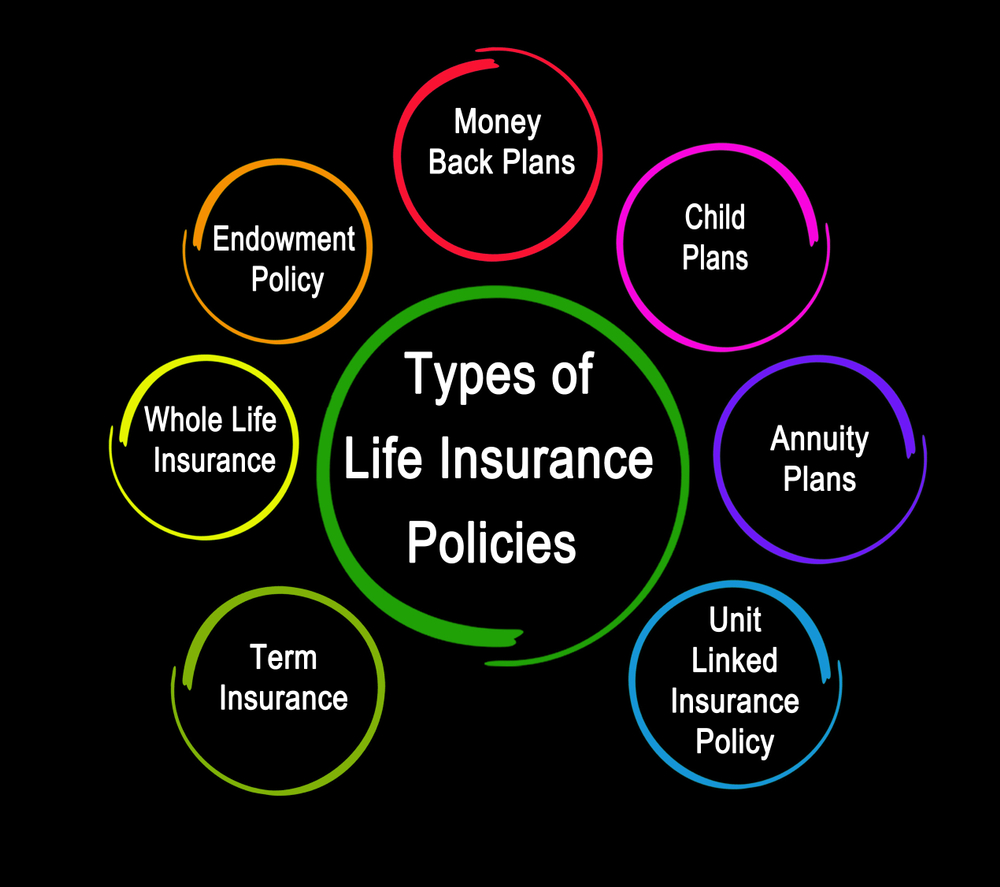 Money
Back Plans
Child
Plans
Endowment
Policy
Types of
Life Insurance
Policies
Whole Life
Insurance
Annuity
Plans
Term
Insurance
Unit
Linked
Insurance
Policy